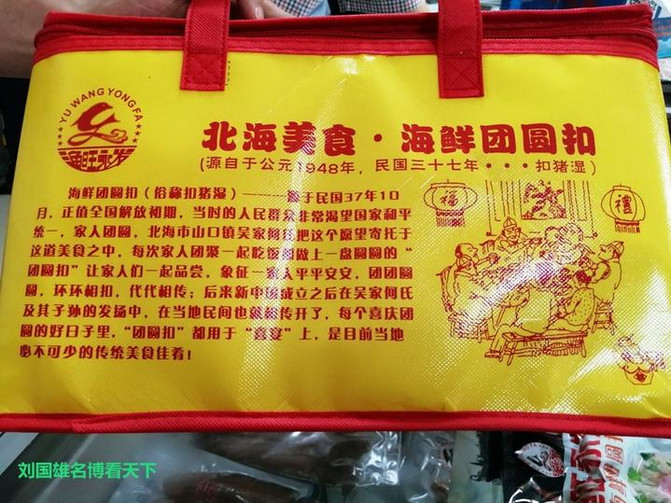 YU WANG YONG FA
渔旺永发
北海美食·海鲜团圆扣
(源自于公元1948年，民国三十七年···扣猪湿)
海鲜团圆扣（俗称扣猪湿）——源于民国37年10
月，正值全国解放初期，当时的人民群众非常渴望国家和平
统一，家人团圆，北海市山口镇吴家何氏把这个愿望寄托于
这道美食之中，每次家人团聚一起吃饭都做上一盘圆圆的“
团圆扣”让家人们一起品尝，象征一家人平平安安，团团圆
圆，环环相扣，代代相传；后来新中国成立之后在吴家何氏
及其子孙的发扬中，在当地民间也就相传开了，每个喜庆团
圆的好日子里，“团圆扣”都用于“喜宴”上，是目前当地
必不可少的传统美食佳肴！
福
禮
刘国雄名博看天下